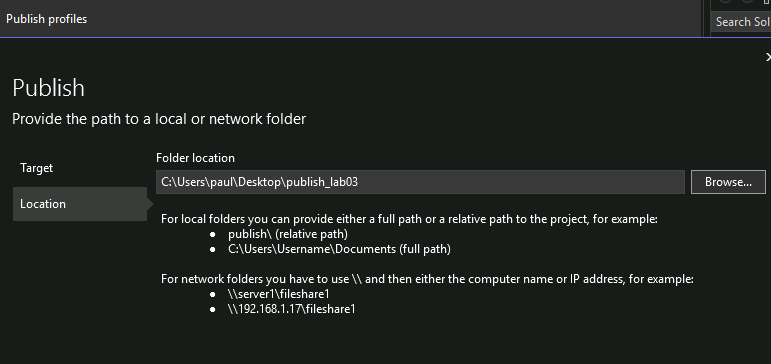 Publish profiles
Search Sol
Publish
Provide the path to a local or network folder
Target
Location
Folder location
C:\Users\paul\Desktop\publish_lab03
Browse...
For local folders you can provide either a full path or a relative path to the project, for example:
● publish\ (relative path)
● C:\Users\Username\Documents (full path)
For network folders you have to use \\ and then either the computer name or IP address, for example:
● \\server1\fileshare1
● \\192.168.1.17\fileshare1